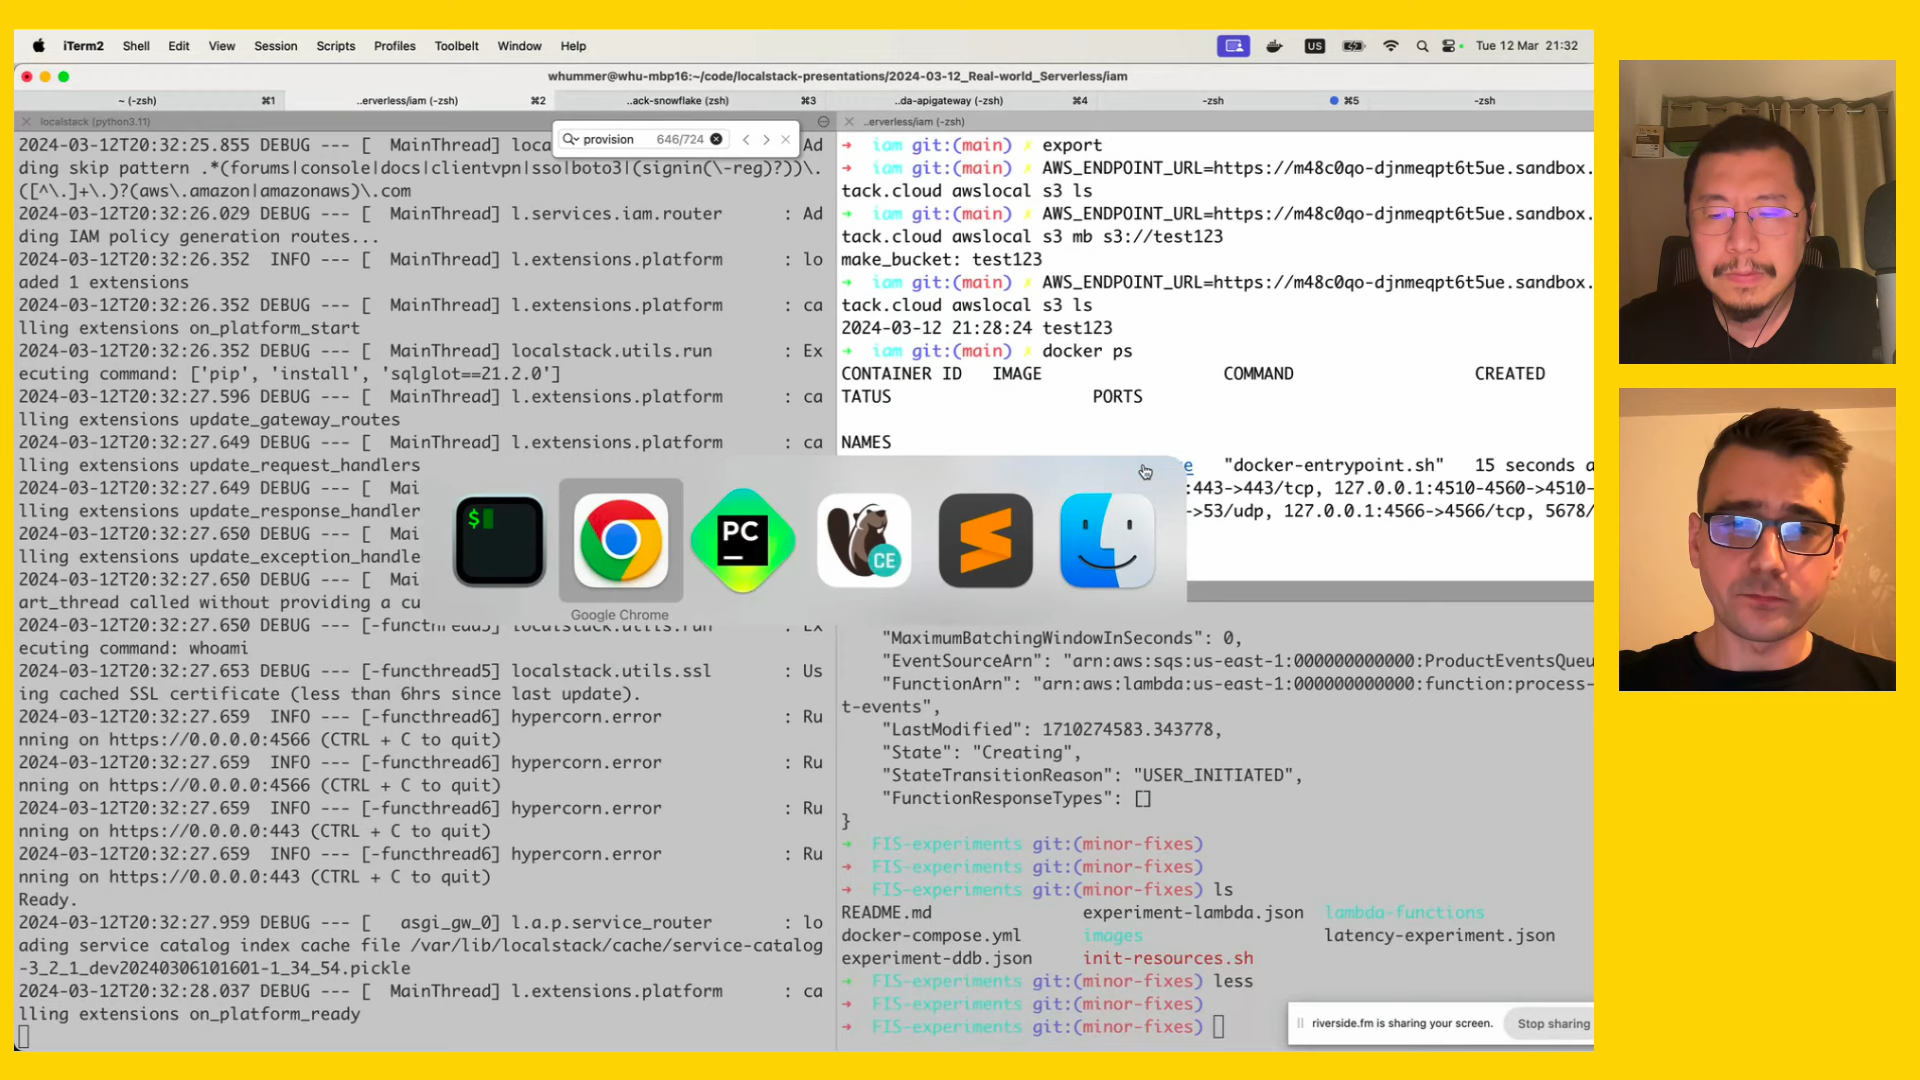 iTerm2 Shell Edit View Session Scripts Profiles Toolbelt Window Help US Tue 12 Mar 21:32
whummer@whu-mbp16:~/code/localstack-presentations/2024-03-12_Real-world_Serverless/iam
~ (-zsh) ⌘1 ..erverless/iam (-zsh) ⌘2 ..ack-snowflake (zsh) ⌘3 ..da-apigateway (-zsh) ⌘4 -zsh ⌘5 -zsh
localstack (python3.11)
provision 646/724
2024-03-12T20:32:25.855 DEBUG --- [  MainThread] loca : Ad
ding skip pattern .*(forums|console|docs|clientvpn|sso|boto3|(signin(\-reg)?))\.
([^\.]+\.)?(aws\.amazon|amazonaws)\.com
2024-03-12T20:32:26.029 DEBUG --- [  MainThread] l.services.iam.router : Ad
ding IAM policy generation routes...
2024-03-12T20:32:26.352  INFO --- [  MainThread] l.extensions.platform : lo
aded 1 extensions
2024-03-12T20:32:26.352 DEBUG --- [  MainThread] l.extensions.platform : ca
lling extensions on_platform_start
2024-03-12T20:32:26.352 DEBUG --- [  MainThread] localstack.utils.run : Ex
ecuting command: ['pip', 'install', 'sqlglot==21.2.0']
2024-03-12T20:32:27.596 DEBUG --- [  MainThread] l.extensions.platform : ca
lling extensions update_gateway_routes
2024-03-12T20:32:27.649 DEBUG --- [  MainThread] l.extensions.platform : ca
lling extensions update_request_handlers
2024-03-12T20:32:27.649 DEBUG --- [  Mai
lling extensions update_response_handler
2024-03-12T20:32:27.650 DEBUG --- [  Mai
lling extensions update_exception_handle
2024-03-12T20:32:27.650 DEBUG --- [  Mai
art_thread called without providing a cu
2024-03-12T20:32:27.650 DEBUG --- [-functhread5] localstack.utils.run : Ex
ecuting command: whoami
2024-03-12T20:32:27.653 DEBUG --- [-functhread5] localstack.utils.ssl : Us
ing cached SSL certificate (less than 6hrs since last update).
2024-03-12T20:32:27.659  INFO --- [-functhread6] hypercorn.error : Ru
nning on https://0.0.0.0:4566 (CTRL + C to quit)
2024-03-12T20:32:27.659  INFO --- [-functhread6] hypercorn.error : Ru
nning on https://0.0.0.0:4566 (CTRL + C to quit)
2024-03-12T20:32:27.659  INFO --- [-functhread6] hypercorn.error : Ru
nning on https://0.0.0.0:443 (CTRL + C to quit)
2024-03-12T20:32:27.659  INFO --- [-functhread6] hypercorn.error : Ru
nning on https://0.0.0.0:443 (CTRL + C to quit)
Ready.
2024-03-12T20:32:27.959 DEBUG --- [  asgi_gw_0] l.a.p.service_router : lo
ading service catalog index cache file /var/lib/localstack/cache/service-catalog
-3_2_1_dev20240306101601-1_34_54.pickle
2024-03-12T20:32:28.037 DEBUG --- [  MainThread] l.extensions.platform : ca
lling extensions on_platform_ready
..erverless/iam (-zsh)
➜ iam git:(main) ✗ export
➜ iam git:(main) ✗ AWS_ENDPOINT_URL=https://m48c0qo-djnmeqpt6t5ue.sandbox.
tack.cloud awslocal s3 ls
➜ iam git:(main) ✗ AWS_ENDPOINT_URL=https://m48c0qo-djnmeqpt6t5ue.sandbox.
tack.cloud awslocal s3 mb s3://test123
make_bucket: test123
➜ iam git:(main) ✗ AWS_ENDPOINT_URL=https://m48c0qo-djnmeqpt6t5ue.sandbox.
tack.cloud awslocal s3 ls
2024-03-12 21:28:24 test123
➜ iam git:(main) ✗ docker ps
CONTAINER ID   IMAGE   COMMAND   CREATED
TATUS   PORTS
NAMES
e   "docker-entrypoint.sh"   15 seconds a
:443->443/tcp, 127.0.0.1:4510-4560->4510-
->53/udp, 127.0.0.1:4566->4566/tcp, 5678/
$
PC
CE
Google Chrome
"MaximumBatchingWindowInSeconds": 0,
"EventSourceArn": "arn:aws:sqs:us-east-1:000000000000:ProductEventsQueu
"FunctionArn": "arn:aws:lambda:us-east-1:000000000000:function:process-
t-events",
"LastModified": 1710274583.343778,
"State": "Creating",
"StateTransitionReason": "USER_INITIATED",
"FunctionResponseTypes": []
}
➜ FIS-experiments git:(minor-fixes)
➜ FIS-experiments git:(minor-fixes)
➜ FIS-experiments git:(minor-fixes) ls
README.md experiment-lambda.json lambda-functions
docker-compose.yml images latency-experiment.json
experiment-ddb.json init-resources.sh
➜ FIS-experiments git:(minor-fixes) less
➜ FIS-experiments git:(minor-fixes)
➜ FIS-experiments git:(minor-fixes)
riverside.fm is sharing your screen. Stop sharing